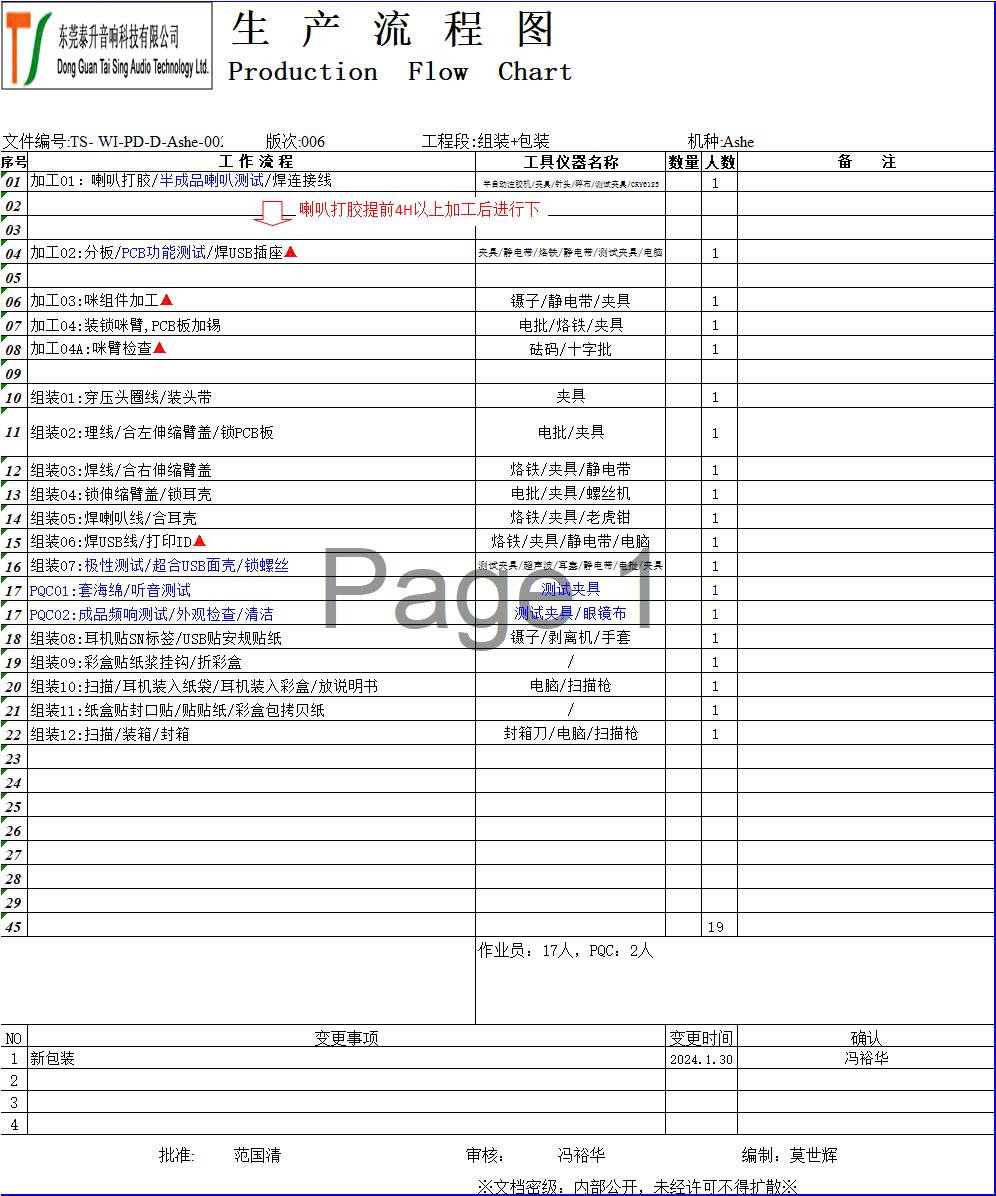 东莞泰升音响科技有限公司
Dong Guan Tai Sing Audio Technology Ltd.
生 产 流 程 图
Production Flow Chart
文件编号:TS- WI-PD-D-Ashe-002 版次:006 工程段:组装+包装 机种:Ashe
序号 工 作 流 程 工具仪器名称 数量 人数 备 注
01 加工01：喇叭打胶/半成品喇叭测试/焊连接线 半自动注胶机/夹具/针头/碎布/测试夹具/CRY6125 1
02 喇叭打胶提前4H以上加工后进行下
03
04 加工02:分板/PCB功能测试/焊USB插座▲ 夹具/静电带/烙铁/静电带/测试夹具/电脑 1
05
06 加工03:咪组件加工▲ 镊子/静电带/夹具 1
07 加工04:装锁咪臂,PCB板加锡 电批/烙铁/夹具 1
08 加工04A:咪臂检查▲ 砝码/十字批 1
09
10 组装01:穿压头圈线/装头带 夹具 1
11 组装02:理线/合左伸缩臂盖/锁PCB板 电批/夹具 1
12 组装03:焊线/合右伸缩臂盖 烙铁/夹具/静电带 1
13 组装04:锁伸缩臂盖/锁耳壳 电批/夹具/螺丝机 1
14 组装05:焊喇叭线/合耳壳 烙铁/夹具/老虎钳 1
15 组装06:焊USB线/打印ID▲ 烙铁/夹具/静电带/电脑 1
16 组装07:极性测试/超合USB面壳/锁螺丝 测试夹具/超声波/耳塞/静电带/电批/夹具 1
17 PQC01:套海绵/听音测试 测试夹具 1
17 PQC02:成品频响测试/外观检查/清洁 测试夹具/眼镜布 1
Page 1
18 组装08:耳机贴SN标签/USB贴安规贴纸 镊子/剥离机/手套 1
19 组装09:彩盒贴纸浆挂钩/折彩盒 / 1
20 组装10:扫描/耳机装入纸袋/耳机装入彩盒/放说明书 电脑/扫描枪 1
21 组装11:纸盒贴封口贴/贴贴纸/彩盒包拷贝纸 / 1
22 组装12:扫描/装箱/封箱 封箱刀/电脑/扫描枪 1
23
24
25
26
27
28
29
45 19
作业员：17人，PQC：2人
NO 变更事项 变更时间 确认
1 新包装 2024.1.30 冯裕华
2
3
4
批准: 范国清 审核: 冯裕华 编制: 莫世辉
※文档密级：内部公开，未经许可不得扩散※